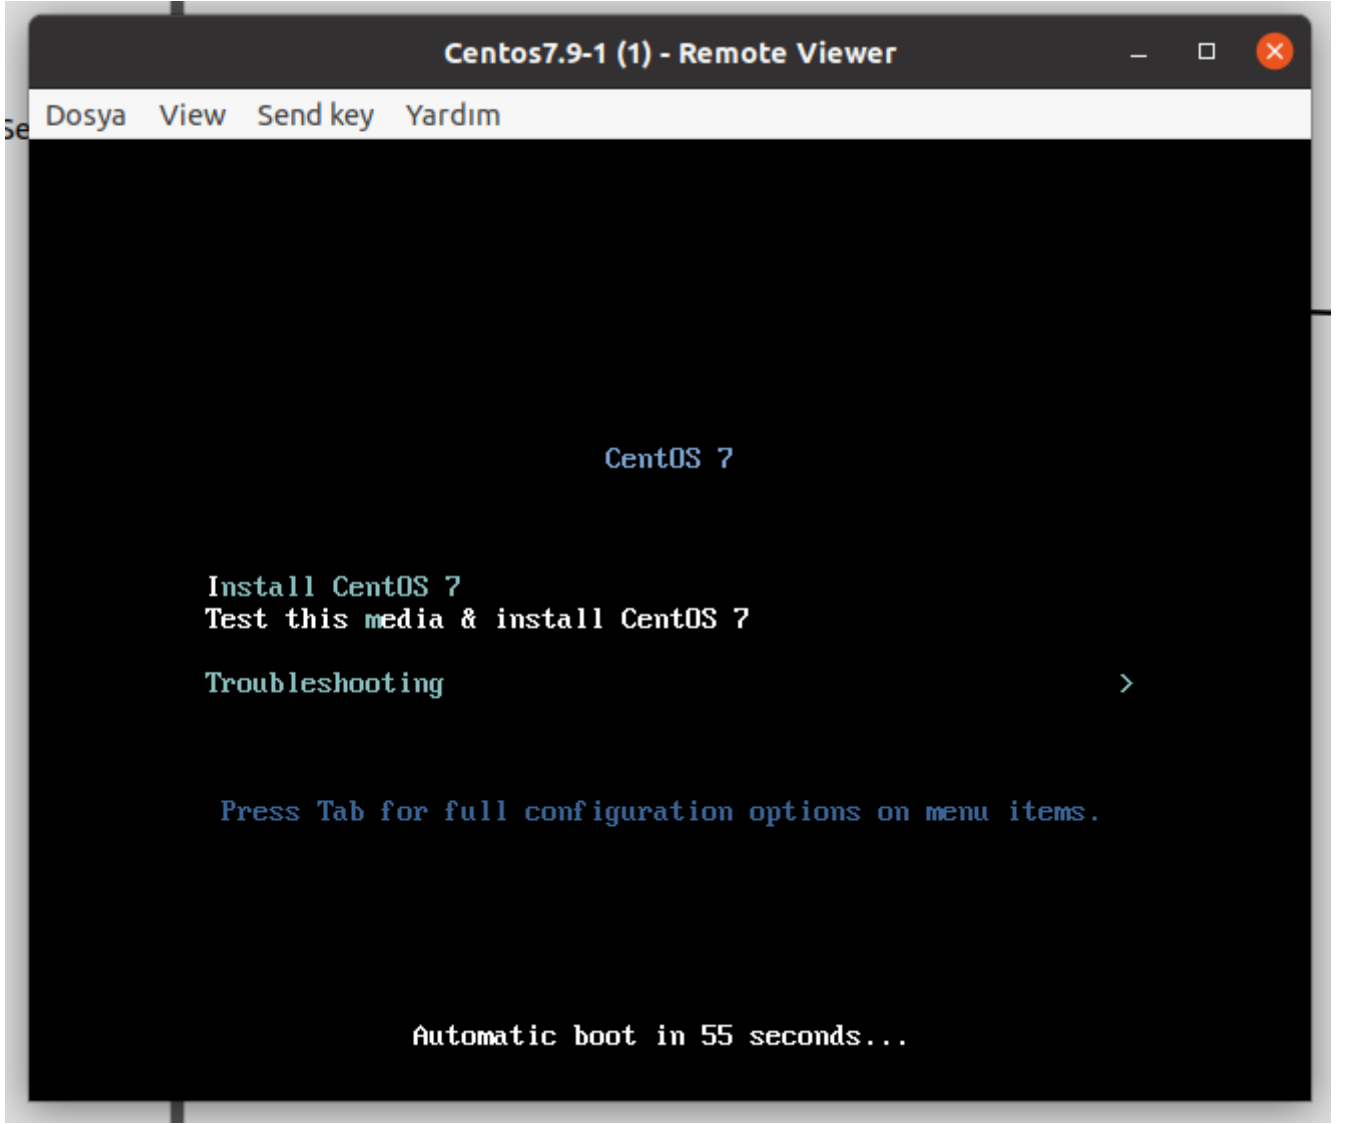 Centos7.9-1 (1) - Remote Viewer
Dosya View Send key Yardım
Se
CentOS 7
Install CentOS 7
Test this media & install CentOS 7
Troubleshooting >
Press Tab for full configuration options on menu items.
Automatic boot in 55 seconds...